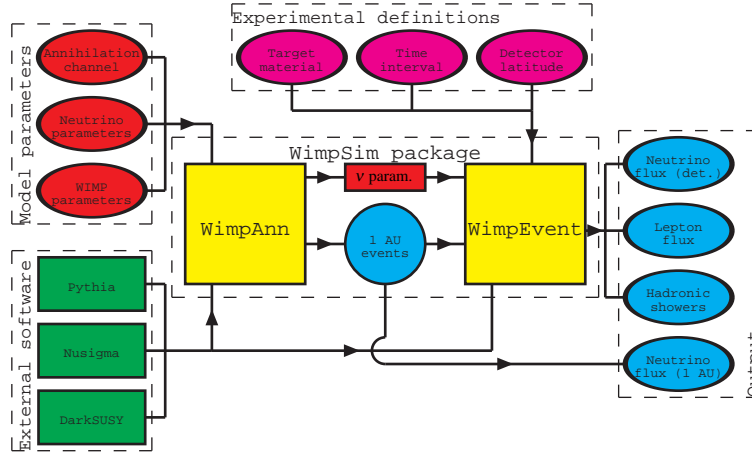 Experimental definitions
Target
material
Time
interval
Detector
latitude
Model parameters
Annihilation
channel
Neutrino
parameters
WIMP
parameters
WimpSim package
WimpAnn
ν param.
1 AU
events
WimpEvent
External software
Pythia
Nusigma
DarkSUSY
Output
Neutrino
flux (det.)
Lepton
flux
Hadronic
showers
Neutrino
flux (1 AU)